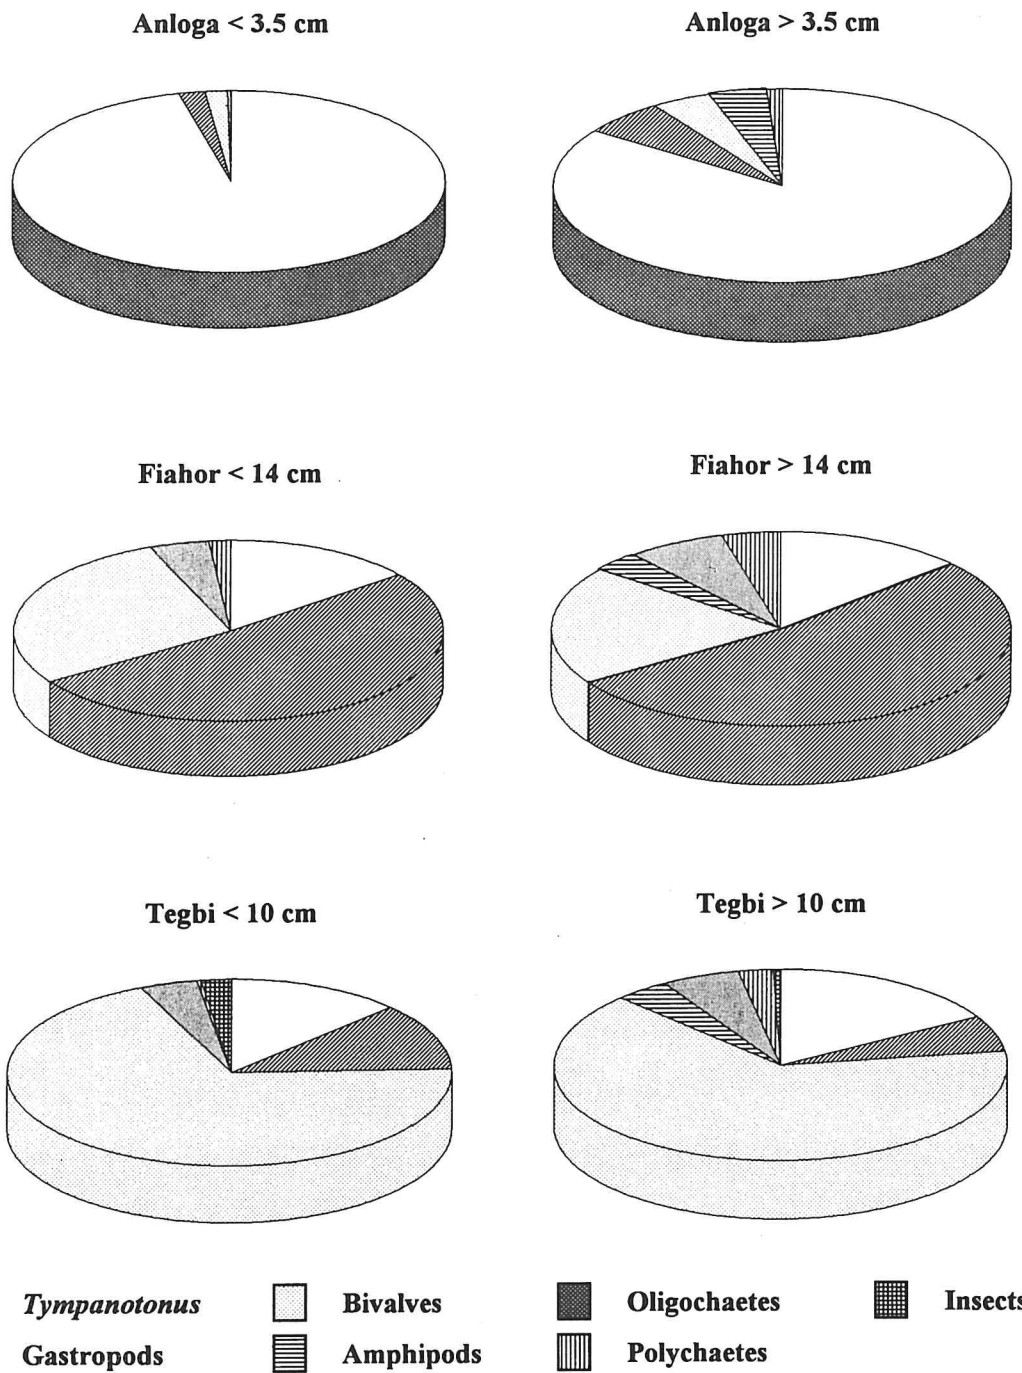 Anloga < 3.5 cm
Anloga > 3.5 cm
Fiahor < 14 cm
Fiahor > 14 cm
Tegbi < 10 cm
Tegbi > 10 cm
Tympanotonus
Bivalves
Oligochaetes
Insects
Gastropods
Amphipods
Polychaetes